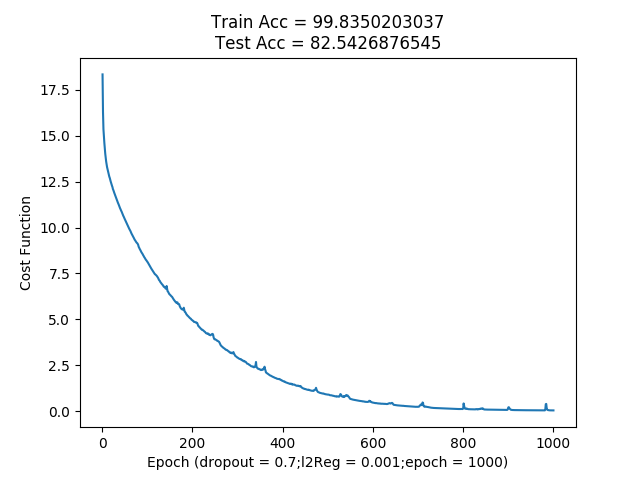 Train Acc = 99.8350203037
Test Acc = 82.5426876545
17.5
15.0
12.5
10.0
7.5
5.0
2.5
0.0
Cost Function
0 200 400 600 800 1000
Epoch (dropout = 0.7;l2Reg = 0.001;epoch = 1000)